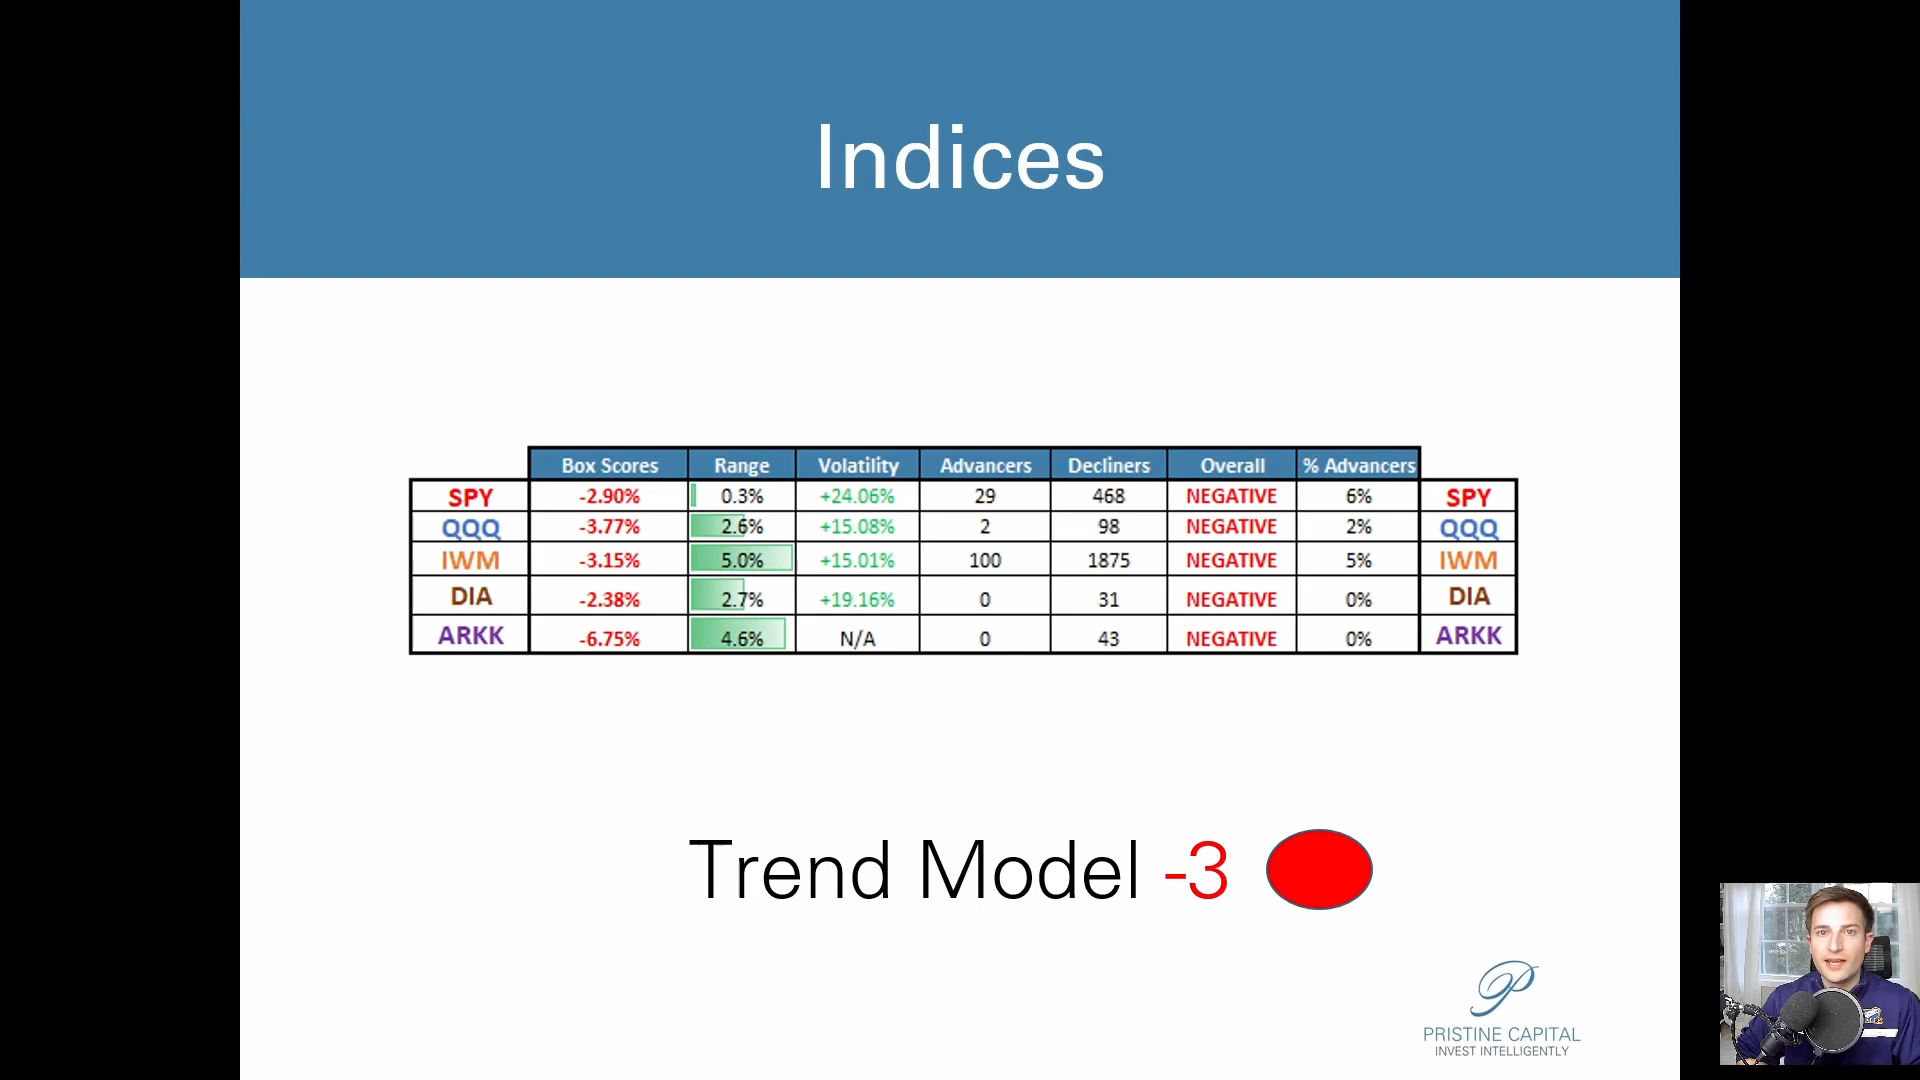 Indices
Box Scores Range Volatility Advancers Decliners Overall % Advancers
SPY -2.90% 0.3% +24.06% 29 468 NEGATIVE 6% SPY
QQQ -3.77% 2.6% +15.08% 2 98 NEGATIVE 2% QQQ
IWM -3.15% 5.0% +15.01% 100 1875 NEGATIVE 5% IWM
DIA -2.38% 2.7% +19.16% 0 31 NEGATIVE 0% DIA
ARKK -6.75% 4.6% N/A 0 43 NEGATIVE 0% ARKK
Trend Model -3
P
PRISTINE CAPITAL
INVEST INTELLIGENTLY